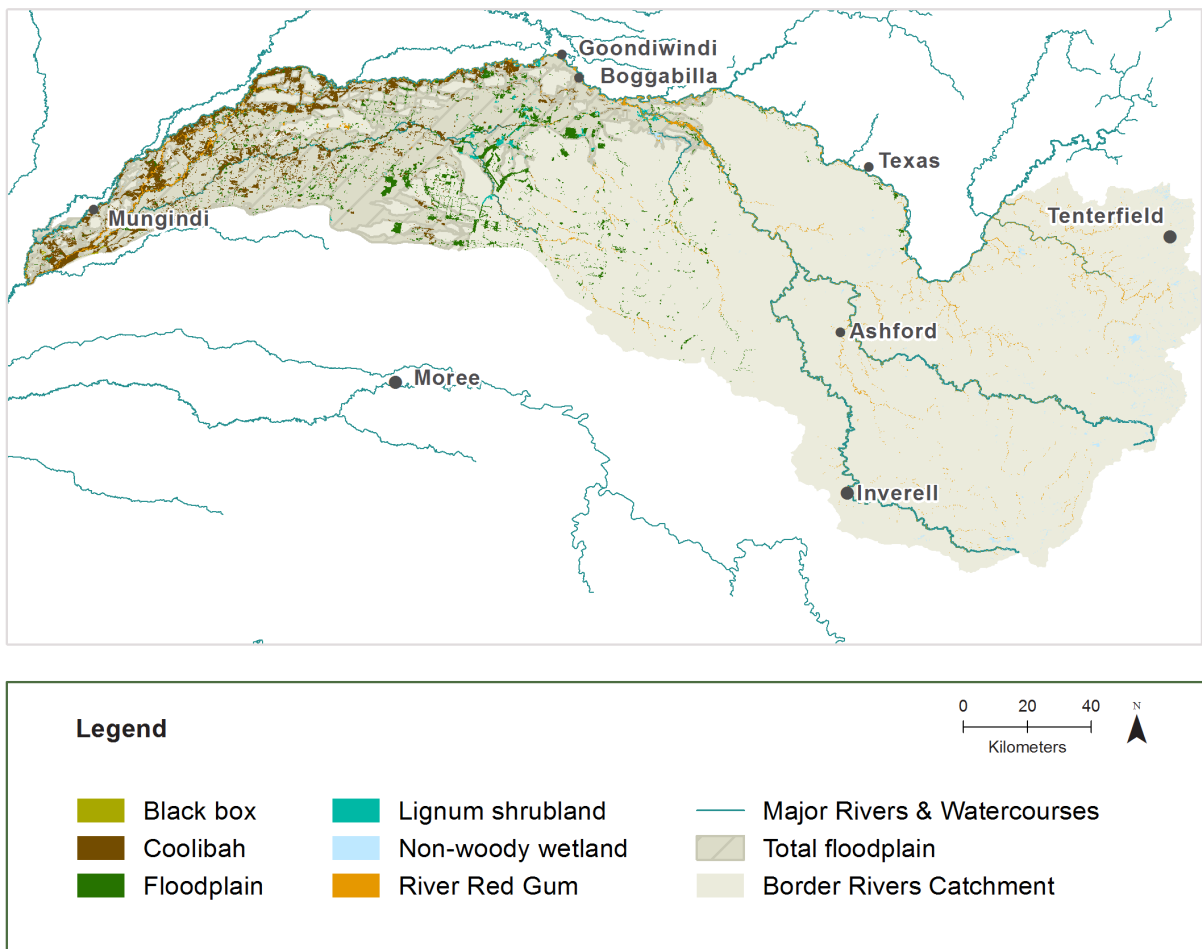 Goondiwindi
Boggabilla
Texas
Tenterfield
Mungindi
Ashford
Moree
Inverell
Legend
0 20 40
Kilometers
N
Black box
Coolibah
Floodplain
Lignum shrubland
Non-woody wetland
River Red Gum
Major Rivers & Watercourses
Total floodplain
Border Rivers Catchment